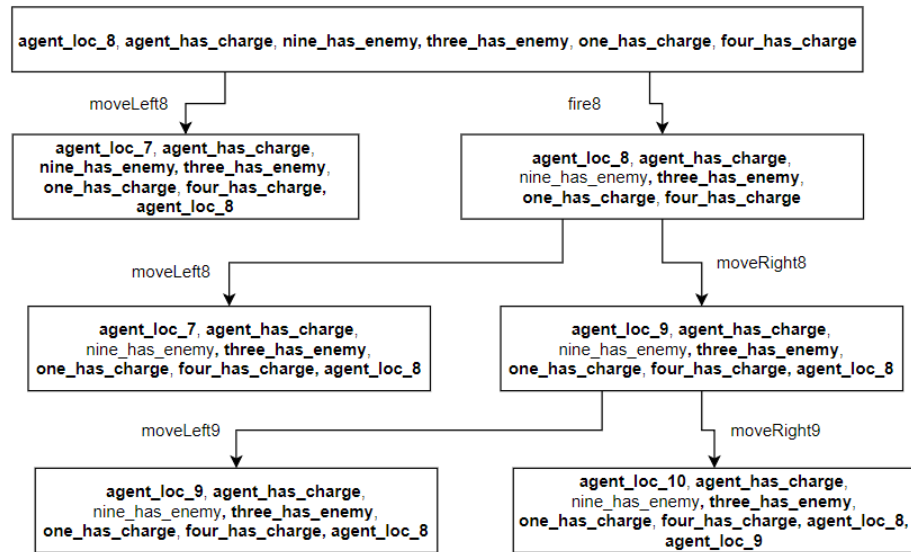 agent_loc_8, agent_has_charge, nine_has_enemy, three_has_enemy, one_has_charge, four_has_charge
moveLeft8
fire8
agent_loc_7, agent_has_charge,
nine_has_enemy, three_has_enemy,
one_has_charge, four_has_charge,
agent_loc_8
agent_loc_8, agent_has_charge,
nine_has_enemy, three_has_enemy,
one_has_charge, four_has_charge
moveLeft8
moveRight8
agent_loc_7, agent_has_charge,
nine_has_enemy, three_has_enemy,
one_has_charge, four_has_charge, agent_loc_8
agent_loc_9, agent_has_charge,
nine_has_enemy, three_has_enemy,
one_has_charge, four_has_charge, agent_loc_8
moveLeft9
moveRight9
agent_loc_9, agent_has_charge,
nine_has_enemy, three_has_enemy,
one_has_charge, four_has_charge, agent_loc_8
agent_loc_10, agent_has_charge,
nine_has_enemy, three_has_enemy,
one_has_charge, four_has_charge, agent_loc_8,
agent_loc_9